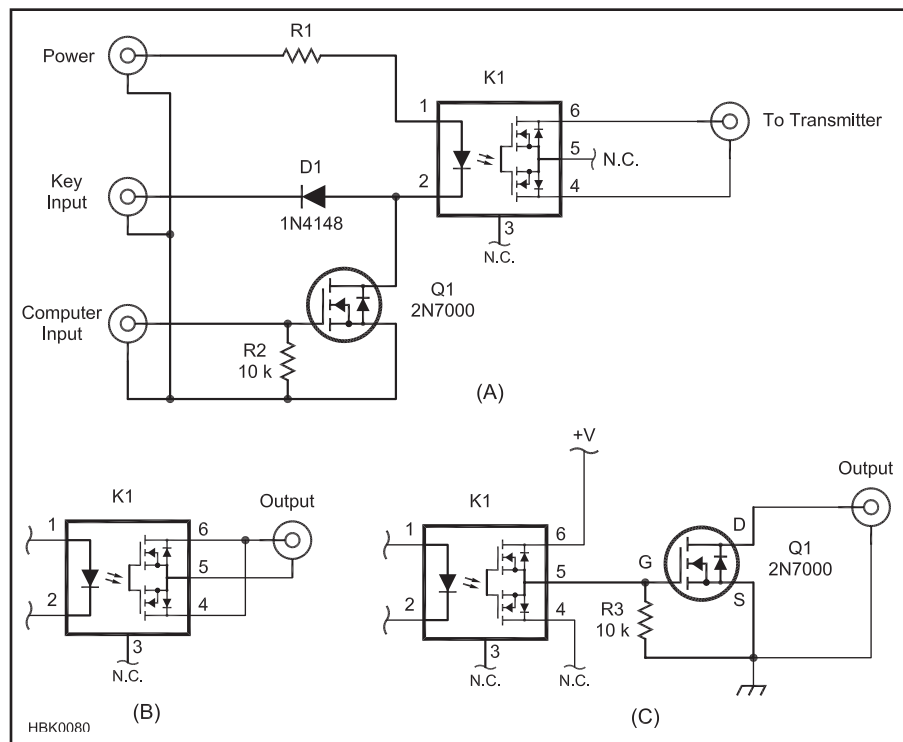 R1
Power
K1
1
6
To Transmitter
5
N.C.
Key
Input
D1
2
4
1N4148
3
N.C.
Computer
Input
Q1
2N7000
R2
10 k
(A)
+V
K1
Output
1
6
5
2
4
3
N.C.
(B)
HBK0080
K1
Output
1
6
D
G
Q1
2N7000
5
2
4
S
R3
10 k
3
N.C.
N.C.
(C)